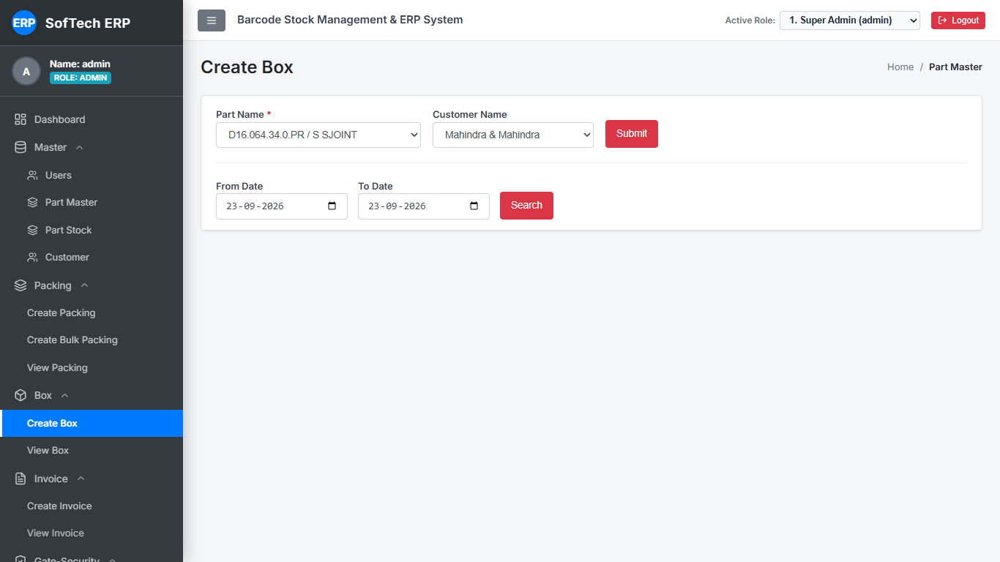 ERP SofTech ERP
Barcode Stock Management & ERP System
Active Role: 1. Super Admin (admin)
Logout
A
Name: admin
ROLE: ADMIN
Dashboard
Master
Users
Part Master
Part Stock
Customer
Packing
Create Packing
Create Bulk Packing
View Packing
Box
Create Box
View Box
Invoice
Create Invoice
View Invoice
Gate-Security
Create Box
Home / Part Master
Part Name * Customer Name
D16.064.34.0.PR / S SJOINT Mahindra & Mahindra Submit
From Date To Date
23-09-2026 23-09-2026 Search